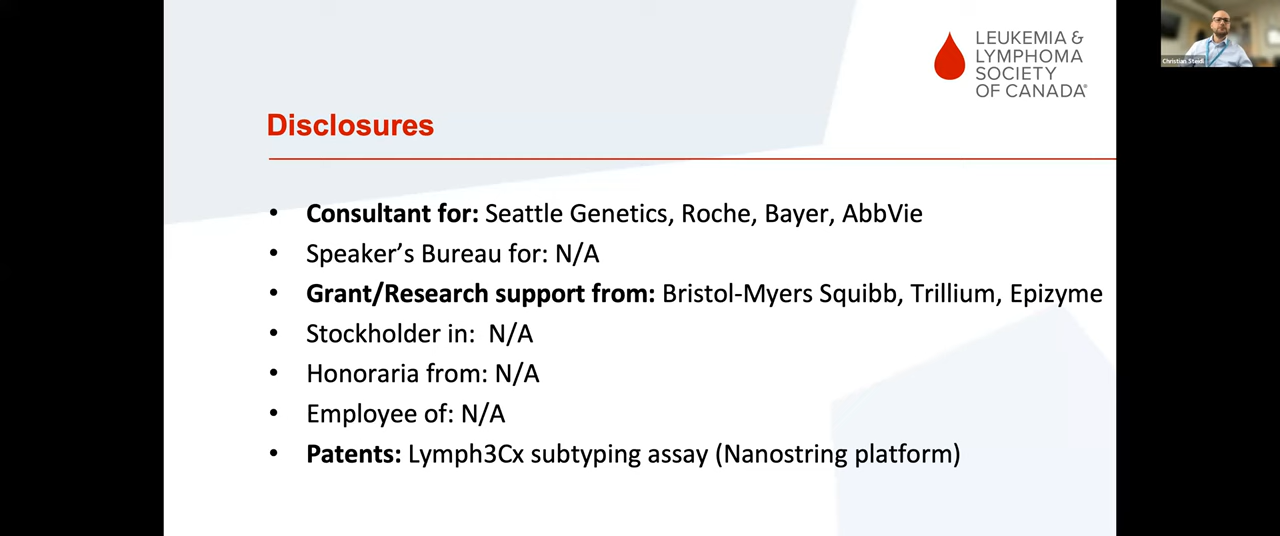 LEUKEMIA &
LYMPHOMA
SOCIETY
OF CANADA
Christian Steidl
Disclosures
• Consultant for: Seattle Genetics, Roche, Bayer, AbbVie
• Speaker’s Bureau for: N/A
• Grant/Research support from: Bristol-Myers Squibb, Trillium, Epizyme
• Stockholder in: N/A
• Honoraria from: N/A
• Employee of: N/A
• Patents: Lymph3Cx subtyping assay (Nanostring platform)